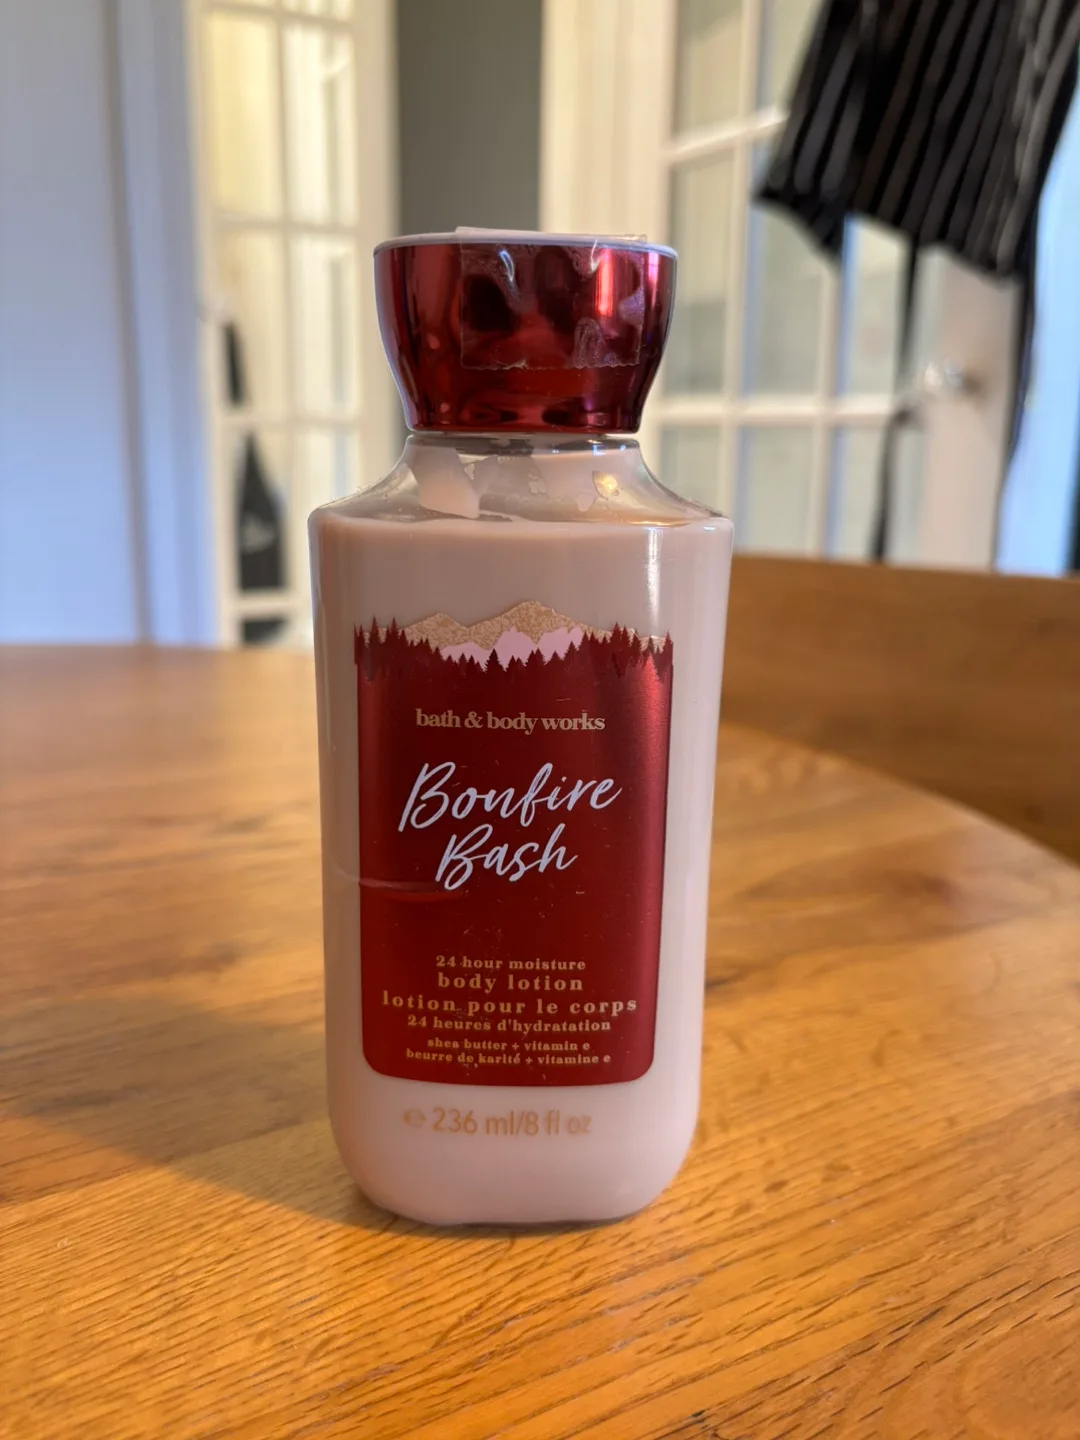 bath & body works
Bonfire
Bash
24 hour moisture
body lotion
lotion pour le corps
24 heures d'hydratation
shea butter + vitamin e
beurre de karité + vitamine e
℮ 236 ml/8 fl oz